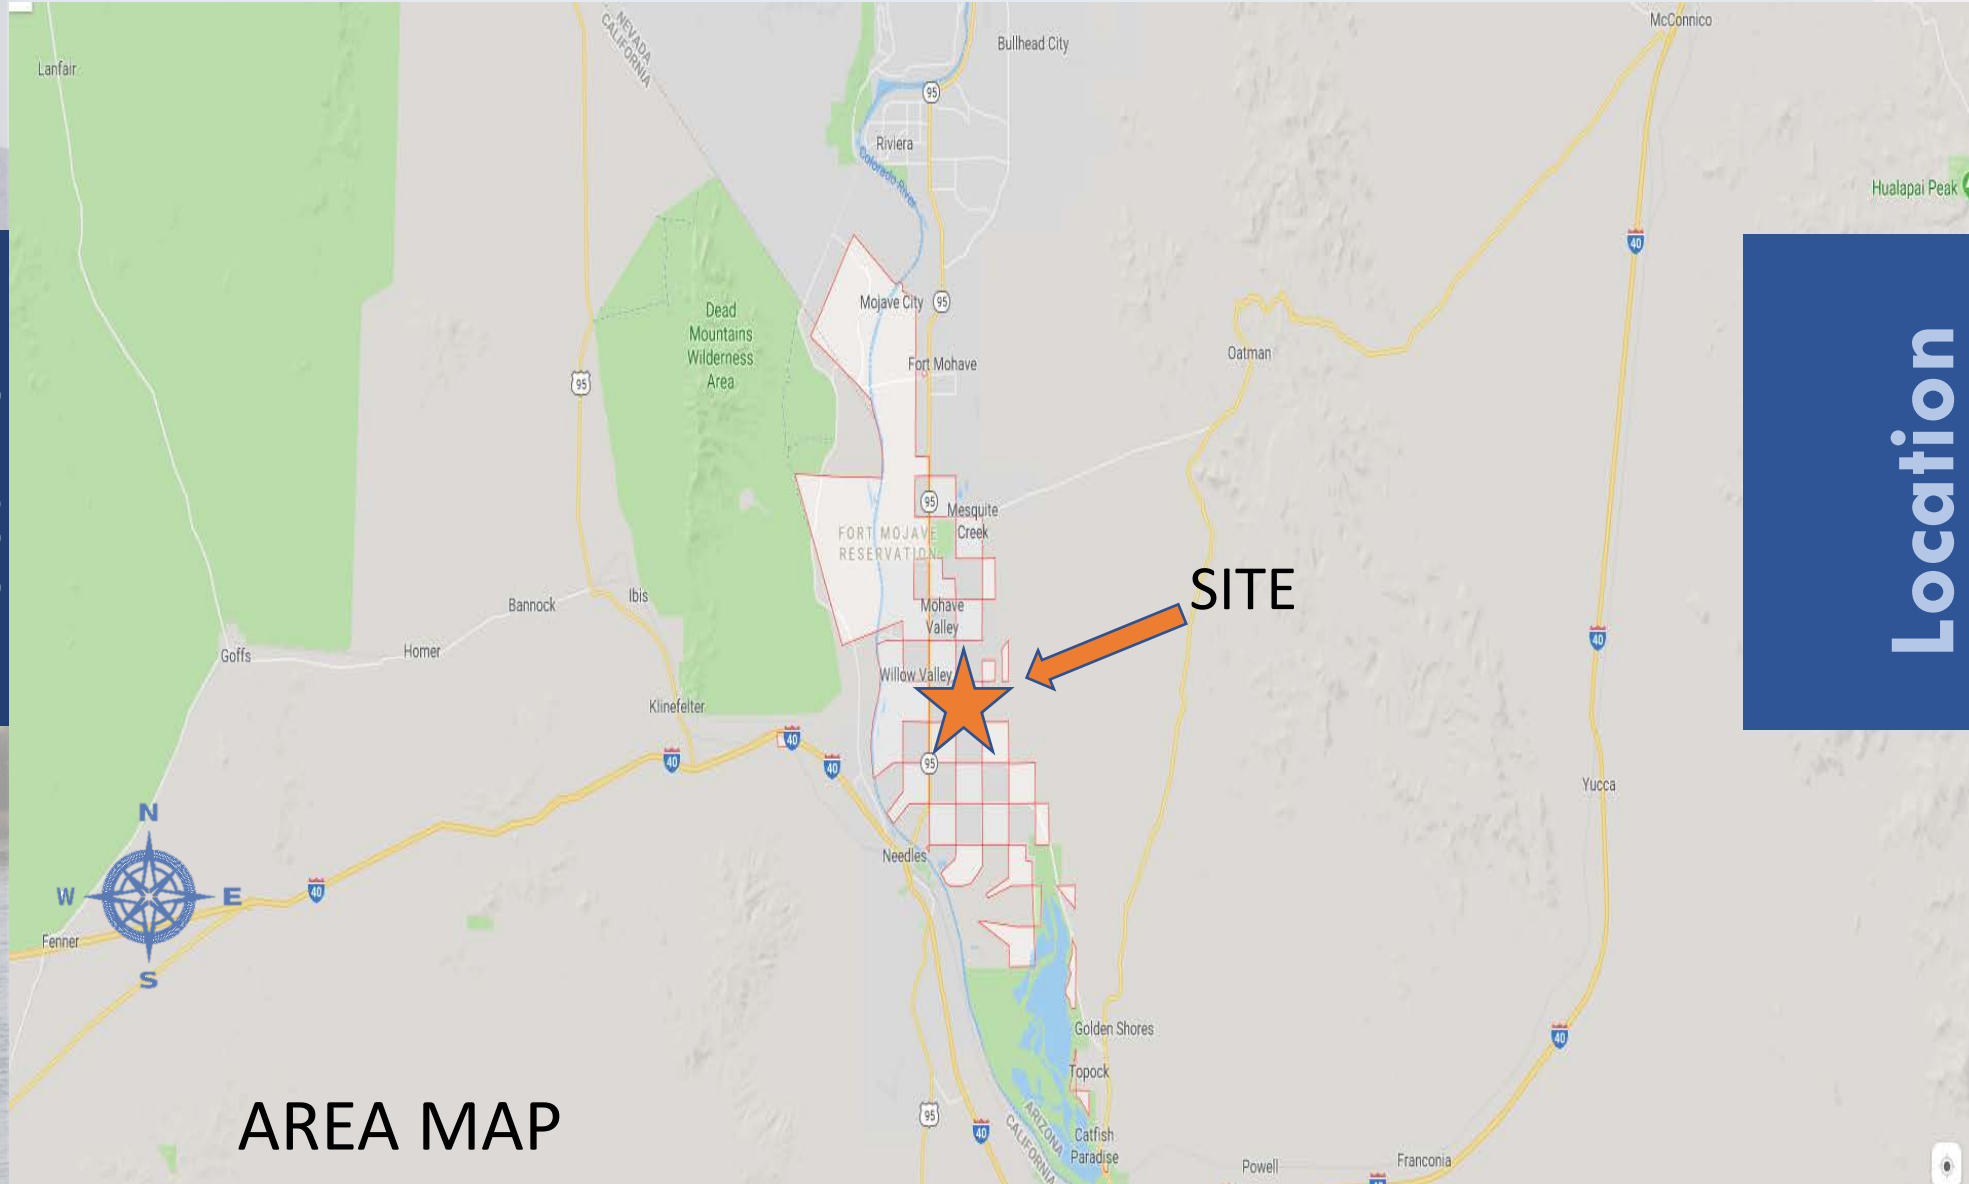 McConnico
NEVADA
CALIFORNIA
Bullhead City
Lanfair
95
Riviera
Colorado River
Hualapai Peak
40
Mojave City
95
Dead
Mountains
Wilderness
Area
Fort Mohave
Oatman
95
Location
95
Mesquite
Creek
FORT MOJAVE
RESERVATION
SITE
Ibis
Bannock
Mohave
Valley
40
Homer
Goffs
Willow Valley
Klinefelter
40
40
40
95
Yucca
N
Needles
W
E
40
Fenner
S
Golden Shores
40
Topock
AREA MAP
95
40
ARIZONA
CALIFORNIA
Catfish
Paradise
Powell
Franconia